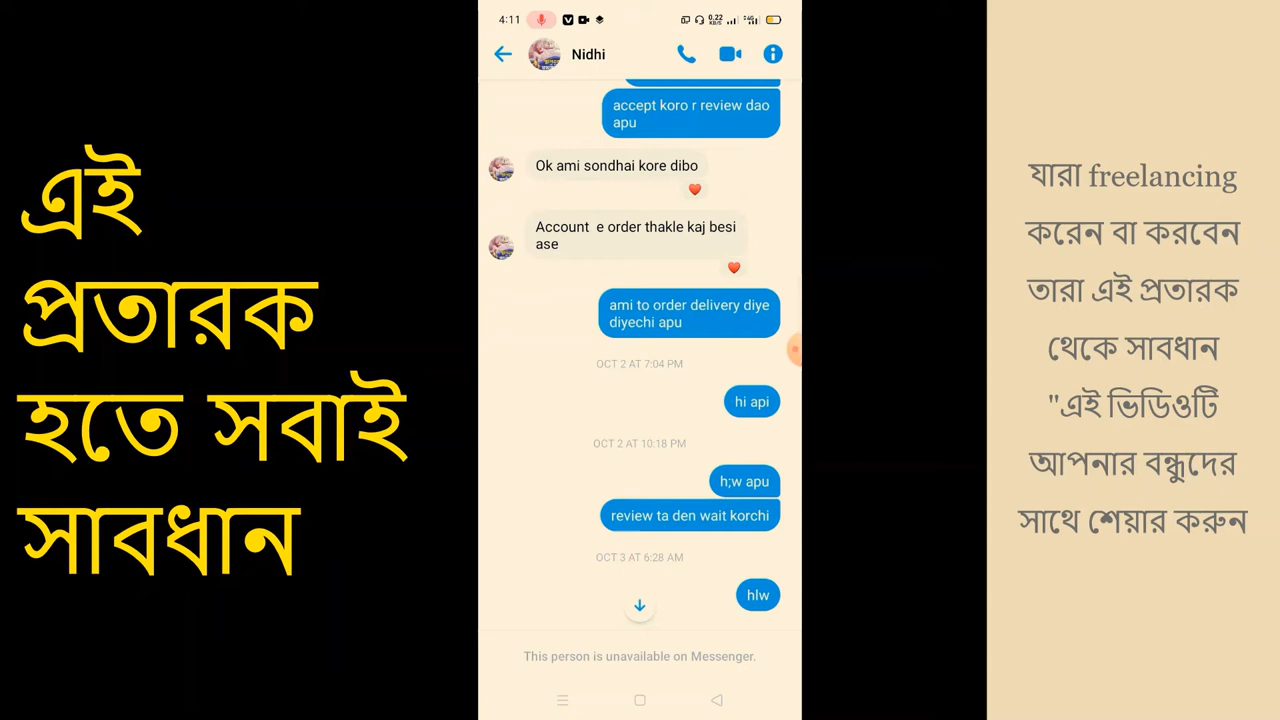 এই
প্রতারক
হতে সবাই
সাবধান
4:11
0.22
KB/S
4G
Nidhi
accept koro r review dao
apu
Ok ami sondhai kore dibo
Account e order thakle kaj besi
ase
ami to order delivery diye
diyechi apu
OCT 2 AT 7:04 PM
hi api
OCT 2 AT 10:18 PM
h;w apu
review ta den wait korchi
OCT 3 AT 6:28 AM
hlw
This person is unavailable on Messenger.
যারা freelancing
করেন বা করবেন
তারা এই প্রতারক
থেকে সাবধান
"এই ভিডিওটি
আপনার বন্ধুদের
সাথে শেয়ার করুন